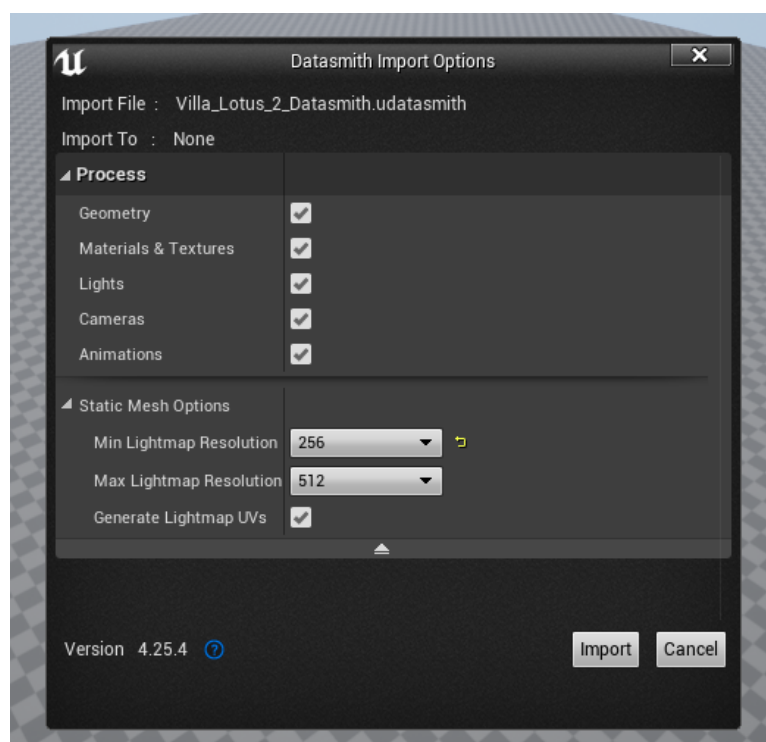 Datasmith Import Options
Import File : Villa_Lotus_2_Datasmith.udatasmith
Import To : None
Process
Geometry
Materials & Textures
Lights
Cameras
Animations
Static Mesh Options
Min Lightmap Resolution 256
Max Lightmap Resolution 512
Generate Lightmap UVs
Version 4.25.4 ? Import Cancel